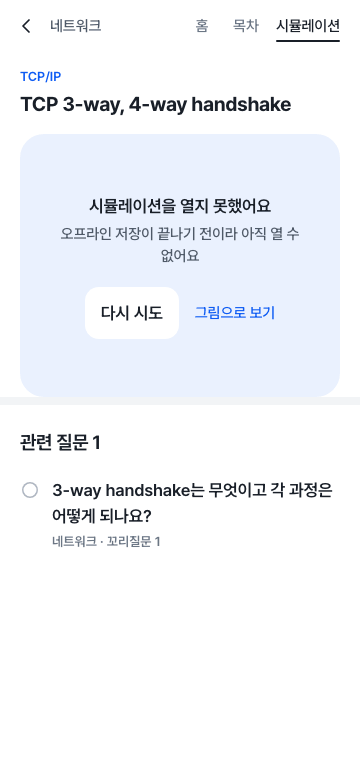 네트워크
홈
목차
시뮬레이션
TCP/IP
TCP 3-way, 4-way handshake
시뮬레이션을 열지 못했어요
오프라인 저장이 끝나기 전이라 아직 열 수
없어요
다시 시도
그림으로 보기
관련 질문 1
3-way handshake는 무엇이고 각 과정은
어떻게 되나요?
네트워크 · 꼬리질문 1